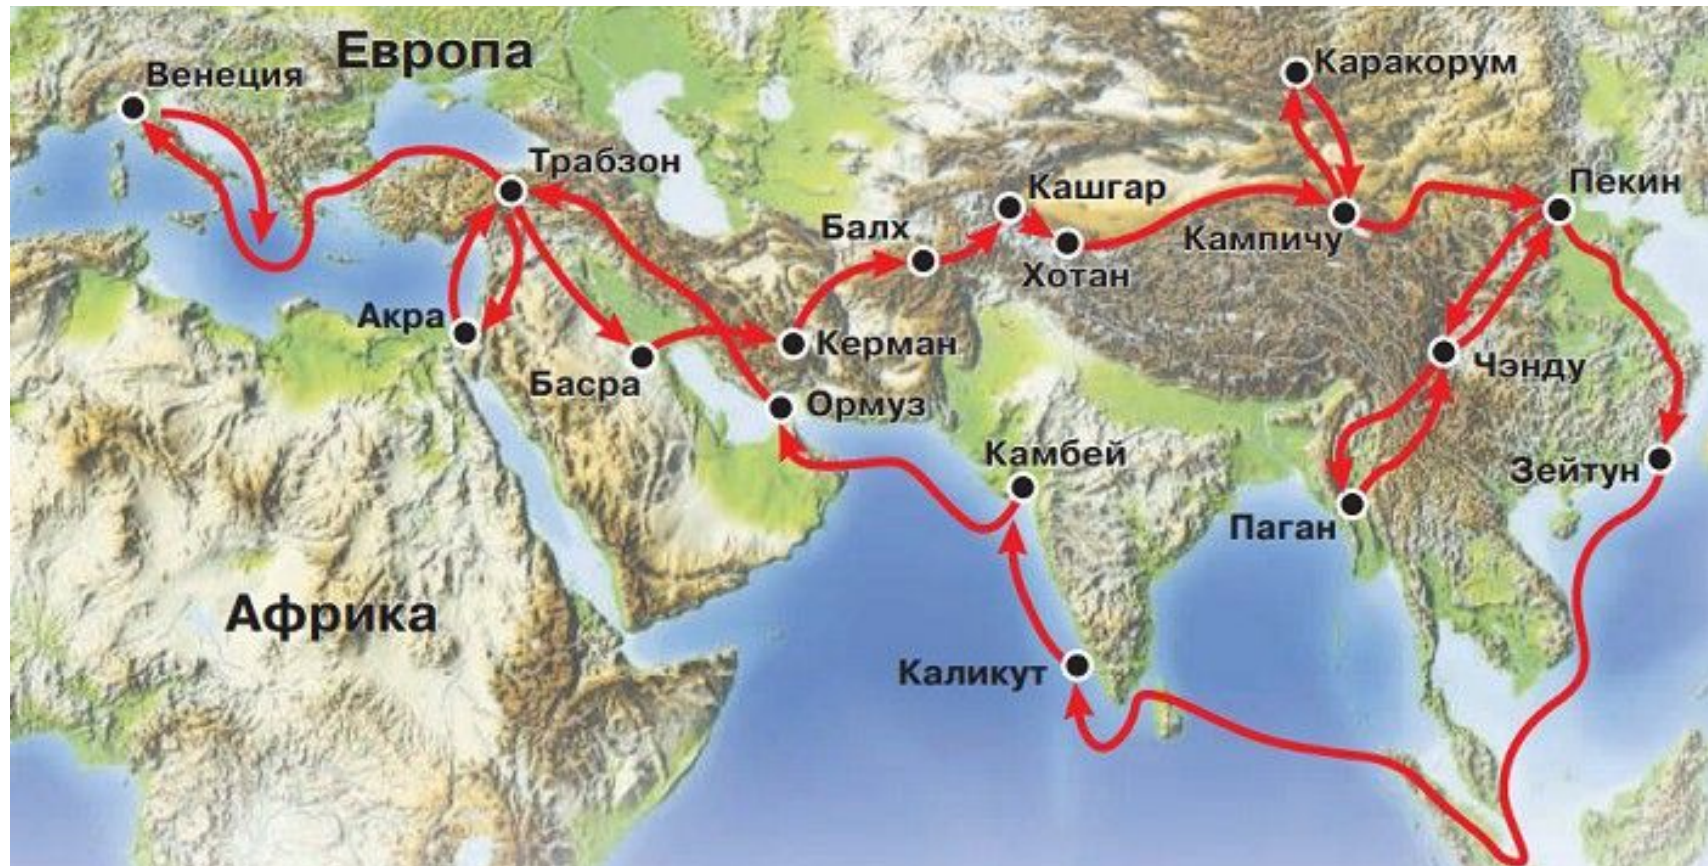 Европа
Каракорум
Венеция
Трабзон
Кашгар
Пекин
Балх
Кампичу
Хотан
Акра
Керман
Чэнду
Басра
Ормуз
Камбей
Зейтун
Паган
Африка
Каликут